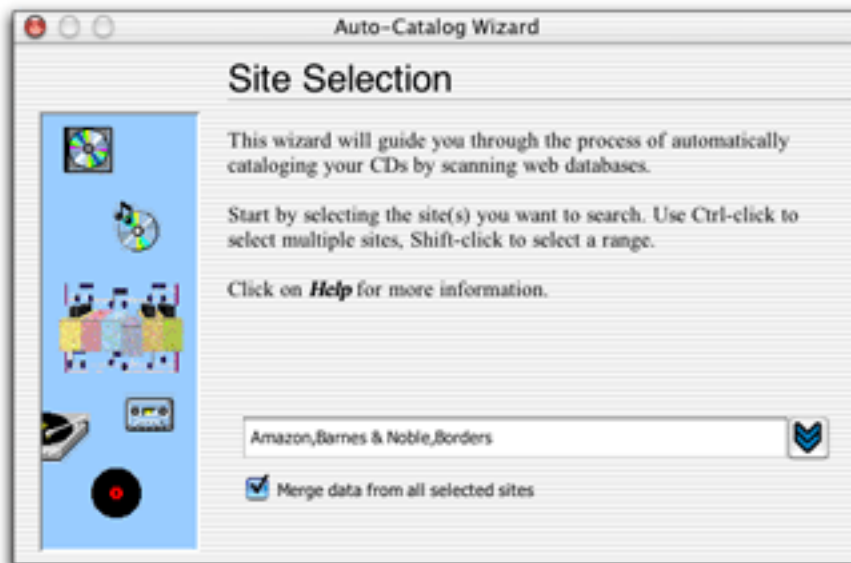 Auto-Catalog Wizard
Site Selection
This wizard will guide you through the process of automatically
cataloging your CDs by scanning web databases.
Start by selecting the site(s) you want to search. Use Ctrl-click to
select multiple sites, Shift-click to select a range.
Click on Help for more information.
Amazon,Barnes & Noble,Borders
Merge data from all selected sites